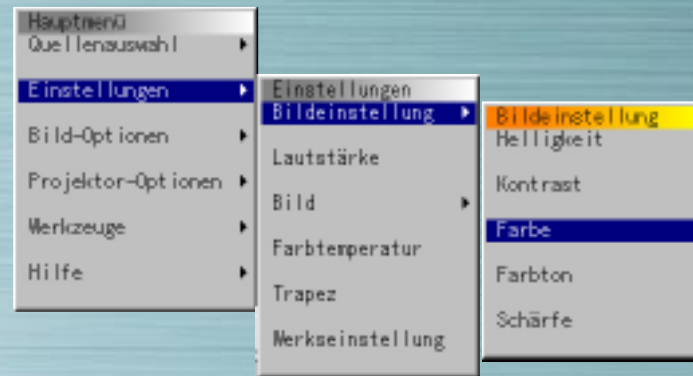 Hauptmenü
Quellenauswahl
Einstellungen
Bild-Optionen
Projektor-Optionen
Werkzeuge
Hilfe
Einstellungen
Bildeinstellung
Lautstärke
Bild
Farbtemperatur
Trapez
Werkseinstellung
Bildeinstellung
Helligkeit
Kontrast
Farbe
Farbton
Schärfe